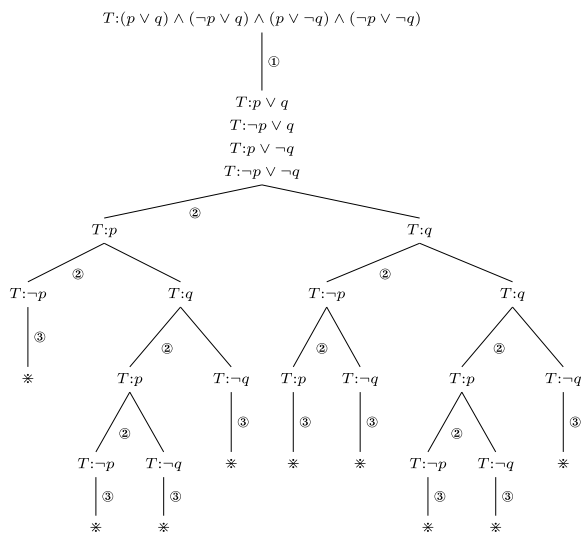 T:(p ∨ q) ∧ (¬p ∨ q) ∧ (p ∨ ¬q) ∧ (¬p ∨ ¬q)
①
T:p ∨ q
T:¬p ∨ q
T:p ∨ ¬q
T:¬p ∨ ¬q
②
T:p T:q
② ②
T:¬p T:q T:¬p T:q
③ ② ② ②
⋇ T:p T:¬q T:p T:¬q T:p T:¬q
② ③ ③ ③ ② ③
T:¬p T:¬q ⋇ ⋇ ⋇ T:¬p T:¬q ⋇
③ ③ ③ ③
⋇ ⋇ ⋇ ⋇